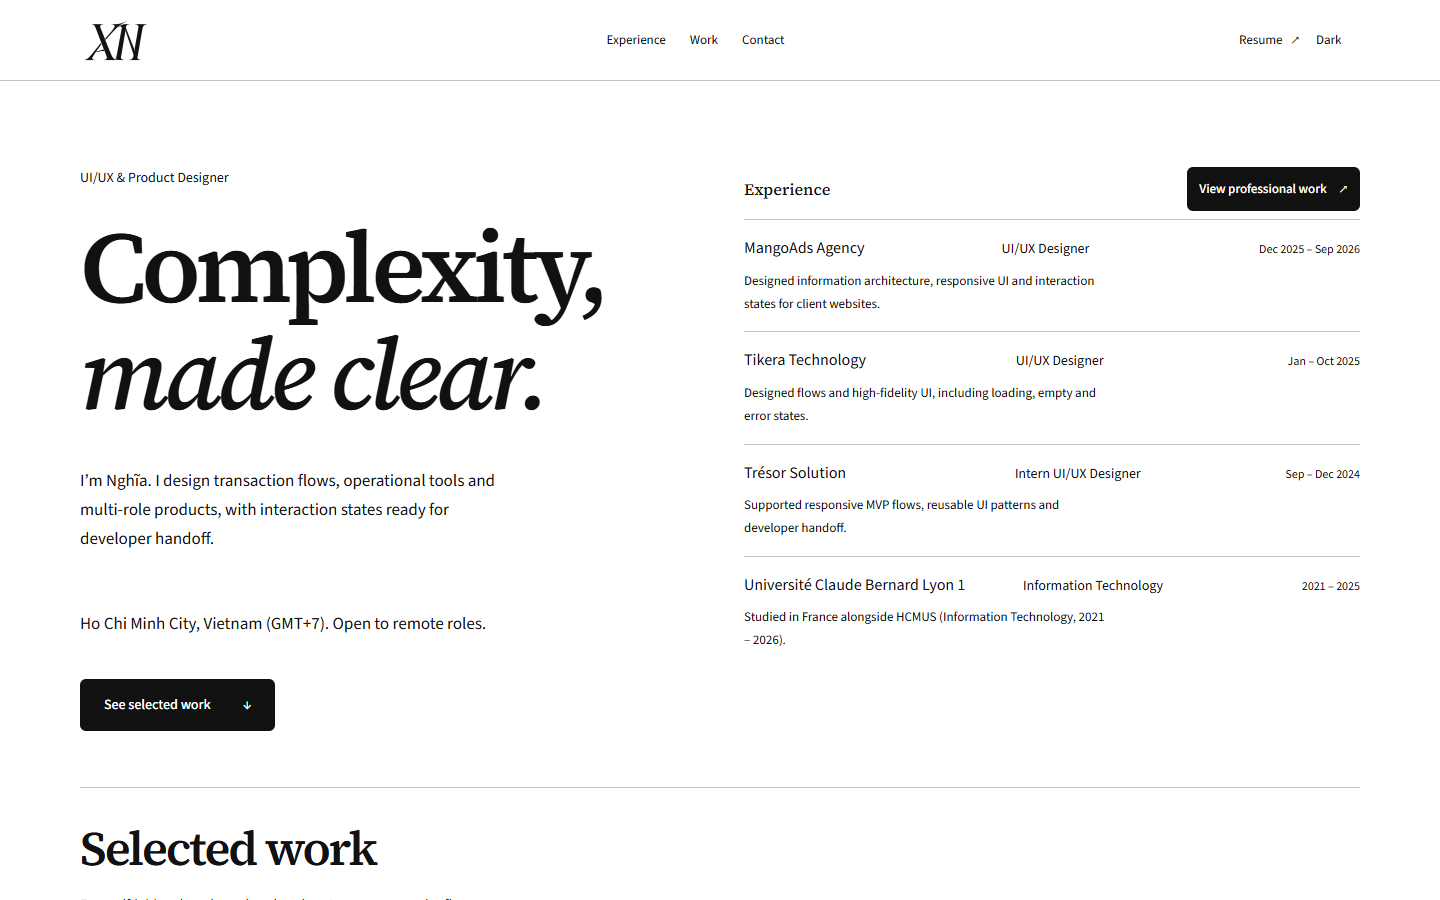 XN
Experience Work Contact
Resume ↗ Dark
UI/UX & Product Designer
Complexity,
made clear.
I’m Nghĩa. I design transaction flows, operational tools and
multi-role products, with interaction states ready for
developer handoff.
Ho Chi Minh City, Vietnam (GMT+7). Open to remote roles.
See selected work ↓
Experience
View professional work ↗
MangoAds Agency UI/UX Designer Dec 2025 – Sep 2026
Designed information architecture, responsive UI and interaction
states for client websites.
Tikera Technology UI/UX Designer Jan – Oct 2025
Designed flows and high-fidelity UI, including loading, empty and
error states.
Trésor Solution Intern UI/UX Designer Sep – Dec 2024
Supported responsive MVP flows, reusable UI patterns and
developer handoff.
Université Claude Bernard Lyon 1 Information Technology 2021 – 2025
Studied in France alongside HCMUS (Information Technology, 2021
– 2026).
Selected work